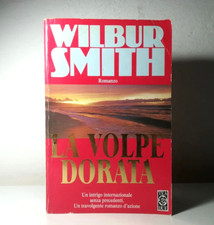 WILBUR
SMITH
Romanzo
LA VOLPE
DORATA
Un intrigo internazionale
senza precedenti.
Un travolgente romanzo d'azione